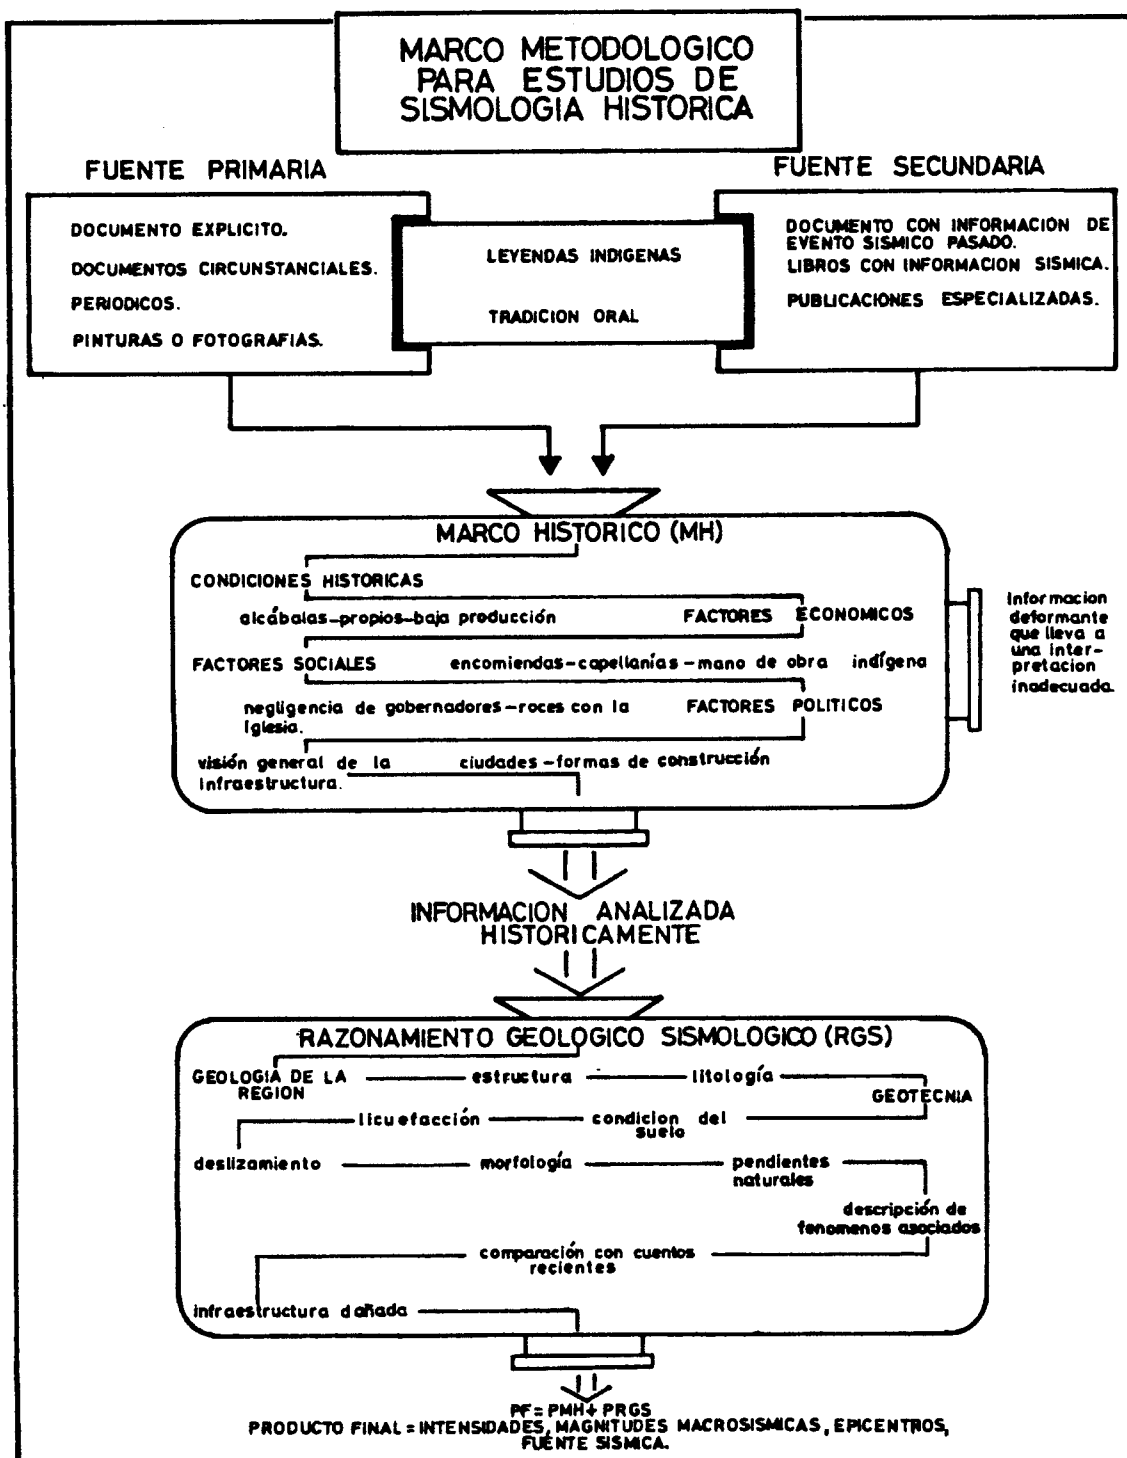 MARCO METODOLOGICO
PARA ESTUDIOS DE
SISMOLOGIA HISTORICA
FUENTE PRIMARIA
FUENTE SECUNDARIA
DOCUMENTO EXPLICITO.
DOCUMENTOS CIRCUNSTANCIALES.
PERIODICOS.
PINTURAS O FOTOGRAFIAS.
LEYENDAS INDIGENAS
TRADICION ORAL
DOCUMENTO CON INFORMACION DE
EVENTO SISMICO PASADO.
LIBROS CON INFORMACION SISMICA.
PUBLICACIONES ESPECIALIZADAS.
MARCO HISTORICO (MH)
CONDICIONES HISTORICAS
alcábalas-propios-baja producción
FACTORES ECONOMICOS
FACTORES SOCIALES
encomiendas-capellanías-mano de obra indígena
negligencia de gobernadores-roces con la
Iglesia.
FACTORES POLITICOS
visión general de la
infraestructura.
ciudades-formas de construcción
Informacion
deformante
que lleva a
una inter-
pretacion
inadecuada.
INFORMACION ANALIZADA
HISTORICAMENTE
RAZONAMIENTO GEOLOGICO SISMOLOGICO (RGS)
GEOLOGIA DE LA
REGION
estructura
litología
GEOTECNIA
licuefacción
condicion del
suelo
deslizamiento
morfología
pendientes
naturales
descripción de
fenomenos asociados
comparación con cuentos
recientes
infraestructura dañada
PF= PMH+ PRGS
PRODUCTO FINAL = INTENSIDADES, MAGNITUDES MACROSISMICAS, EPICENTROS,
FUENTE SISMICA.